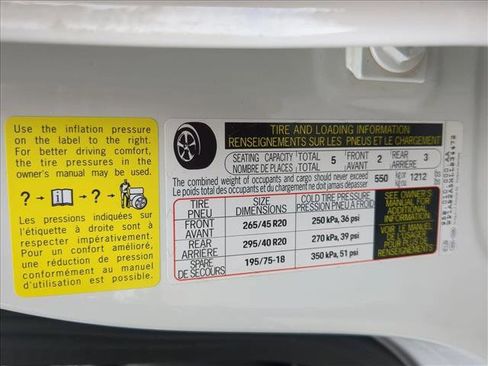 Use the inflation pressure
on the label to the right.
For better driving comfort,
the tire pressures in the
owner's manual may be used.
? → i → ? →
Les pressions indiquées sur
l'étiquette à droite sont à
respecter impérativement.
Pour un confort amélioré,
une réduction de pression
conformément au manuel
d'utilisation est possible.
TIRE AND LOADING INFORMATION
RENSEIGNEMENTS SUR LES PNEUS ET LE CHARGEMENT
SEATING CAPACITY TOTAL 5 FRONT 2 REAR 3
NOMBRE DE PLACES TOTAL AVANT ARRIERE
The combined weight of occupants and cargo should never exceed 550 kg or 1212
Le poids total des occupants et du chargement ne doit jamais dépasser
TIRE SIZE COLD TIRE PRESSURE
PNEU DIMENSIONS PRESSION PNEU A FROID
FRONT 265/45 R20 250 kPa, 36 psi
AVANT
REAR 295/40 R20 270 kPa, 39 psi
ARRIERE
SPARE 195/75-18 350 kPa, 51 psi
DE SECOURS
SEE OWNER'S
MANUAL FOR
ADDITIONAL
INFORMATION
VOIR LE MANUEL
DE L'USAGER
POUR PLUS DE
RENSEIGNEMENTS